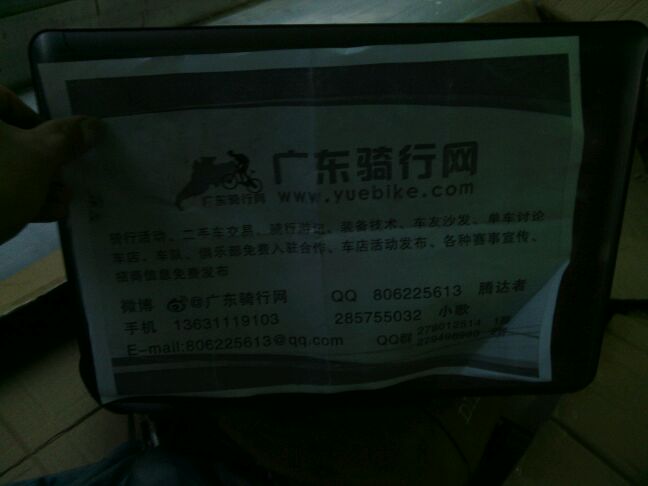 广东骑行网
广东骑行网
www.yuebike.com
骑行活动、二手车交易、骑行游记、装备技术、车友沙发、单车讨论
车店、车队、俱乐部免费入驻合作、车店活动发布、各种赛事宣传、
招商信息免费发布
微博 @广东骑行网 QQ 806225613 腾达者
手机 13631119103 285755032 小歌
E-mail:806225613@qq.com QQ群